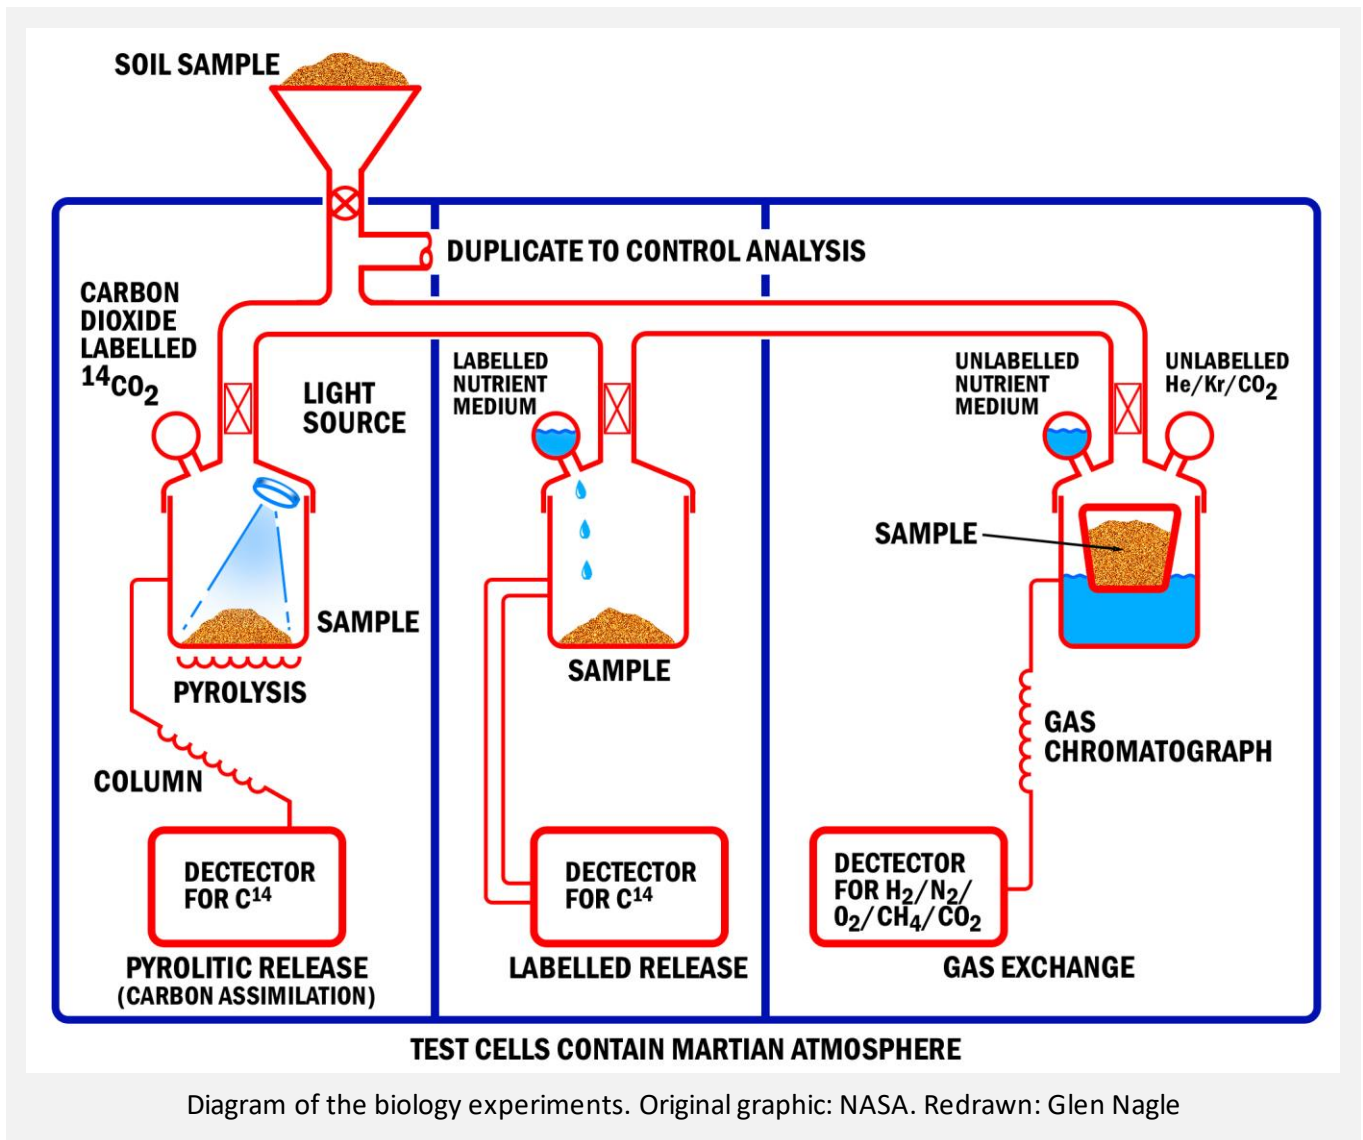 SOIL SAMPLE
DUPLICATE TO CONTROL ANALYSIS
CARBON
DIOXIDE
LABELLED
¹⁴CO₂
LIGHT
SOURCE
SAMPLE
PYROLYSIS
COLUMN
DECTECTOR
FOR C¹⁴
PYROLITIC RELEASE
(CARBON ASSIMILATION)
LABELLED
NUTRIENT
MEDIUM
SAMPLE
DECTECTOR
FOR C¹⁴
LABELLED RELEASE
UNLABELLED
NUTRIENT
MEDIUM
UNLABELLED
He/Kr/CO₂
SAMPLE
GAS
CHROMATOGRAPH
DECTECTOR
FOR H₂/N₂/
O₂/CH₄/CO₂
GAS EXCHANGE
TEST CELLS CONTAIN MARTIAN ATMOSPHERE
Diagram of the biology experiments. Original graphic: NASA. Redrawn: Glen Nagle